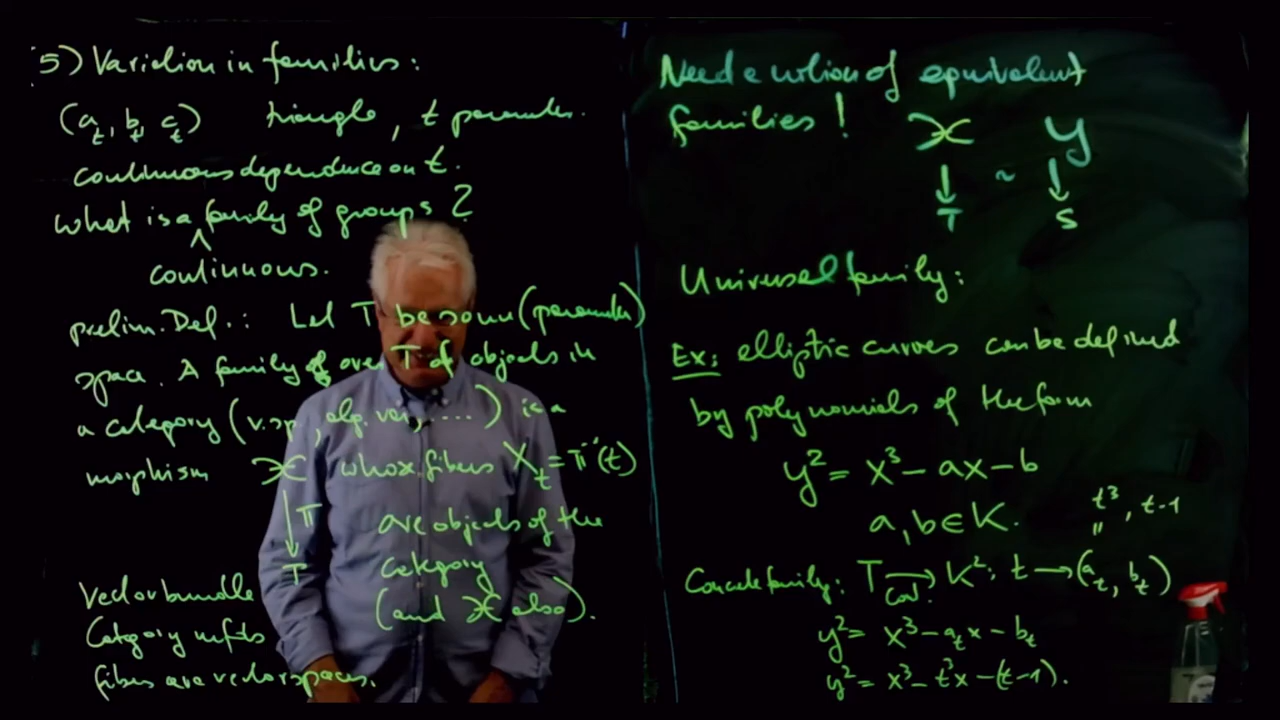 5) Variation in families:
(a_t, b_t, c_t) triangle, t parameter.
continuous dependence on t.
What is a family of groups?
^
continuous.
prelim. Def.: Let T be some (parameter)
space. A family of over T of objects in
a category (v.sp, alg. var, ....) is a
morphism 𝒳 whose fibers X_t = π⁻¹(t)
↓ π are objects of the
T category
(and 𝒳 also).
Vector bundle
Category mfds
fibers are vectorspaces.
Need a notion of equivalent
families! 𝒳 y
↓ ~ ↓
T S
Universal family:
Ex: elliptic curves can be defined
by polynomials of the form
y² = x³ - ax - b
a, b ∈ K.
t³, t-1
"
Concrete family: T → K²; t → (a_t, b_t)
cont.
y² = x³ - a_t x - b_t
y² = x³ - t³x - (t-1).